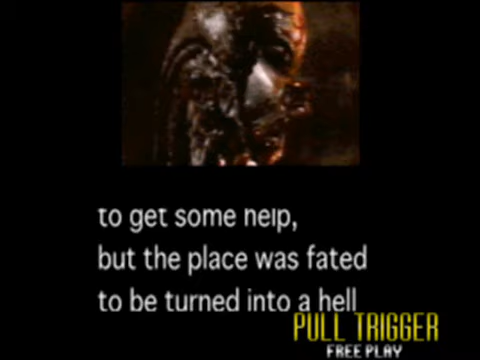 to get some help,
but the place was fated
to be turned into a hell
PULL TRIGGER
FREE PLAY